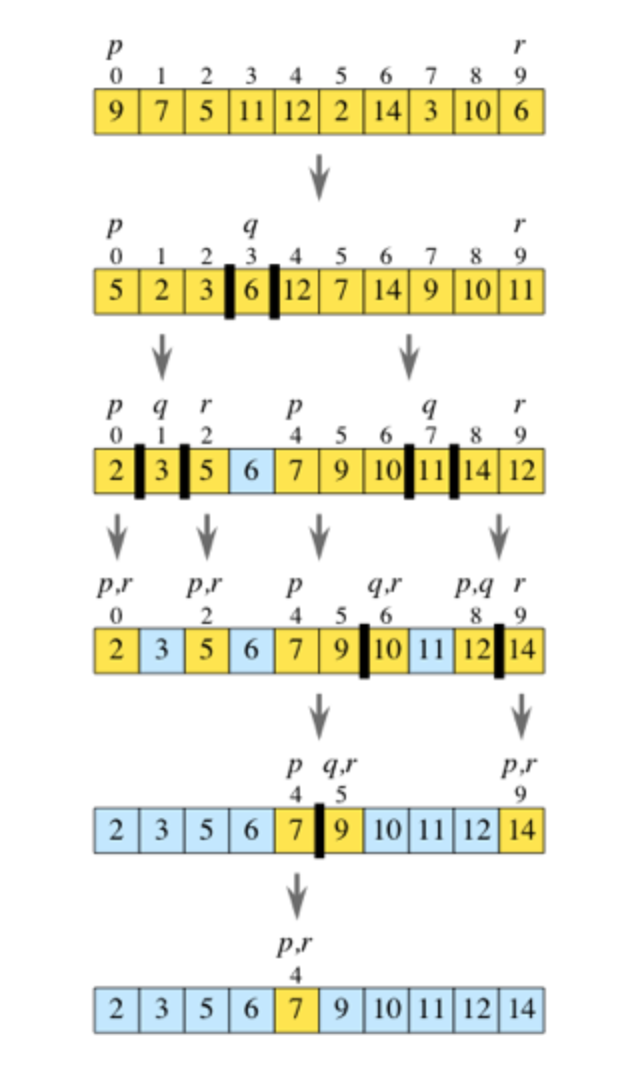 p r
0 1 2 3 4 5 6 7 8 9
9 7 5 11 12 2 14 3 10 6
p q r
0 1 2 3 4 5 6 7 8 9
5 2 3 6 12 7 14 9 10 11
p q r p q r
0 1 2 4 5 6 7 8 9
2 3 5 6 7 9 10 11 14 12
p,r p,r p q,r p,q r
0 2 4 5 6 8 9
2 3 5 6 7 9 10 11 12 14
p q,r p,r
4 5 9
2 3 5 6 7 9 10 11 12 14
p,r
4
2 3 5 6 7 9 10 11 12 14